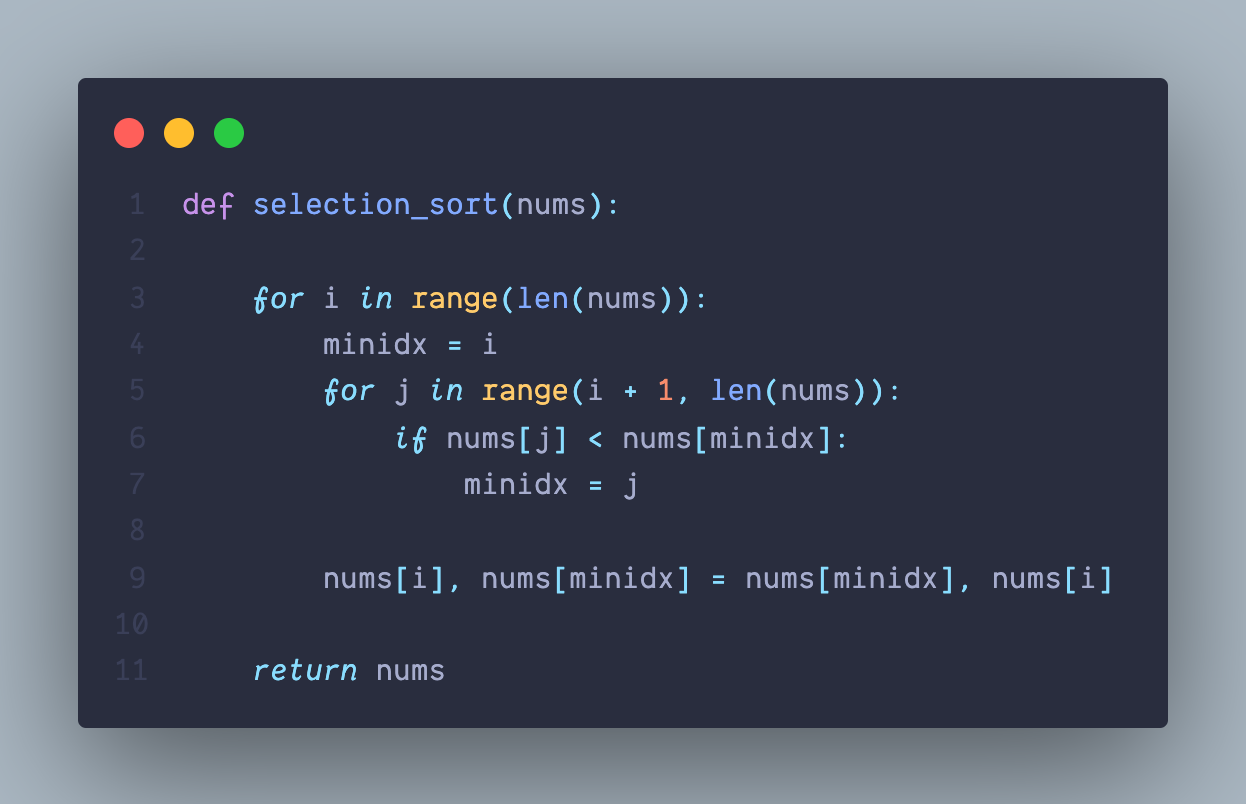 1 def selection_sort(nums):
2
3     for i in range(len(nums)):
4         minidx = i
5         for j in range(i + 1, len(nums)):
6             if nums[j] < nums[minidx]:
7                 minidx = j
8
9         nums[i], nums[minidx] = nums[minidx], nums[i]
10
11     return nums